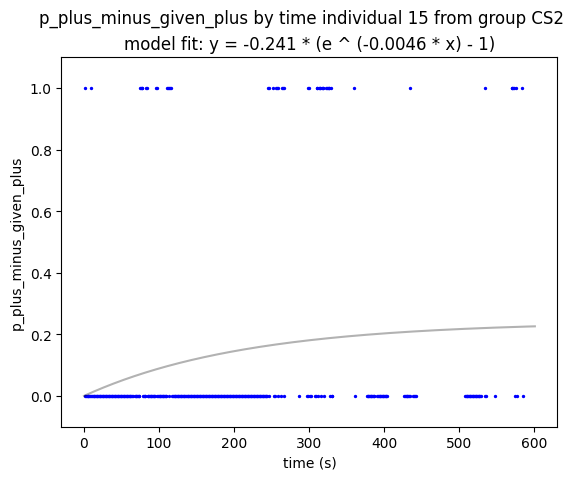 p_plus_minus_given_plus by time individual 15 from group CS2
model fit: y = -0.241 * (e ^ (-0.0046 * x) - 1)
1.0
0.8
0.6
0.4
0.2
0.0
p_plus_minus_given_plus
0 100 200 300 400 500 600
time (s)